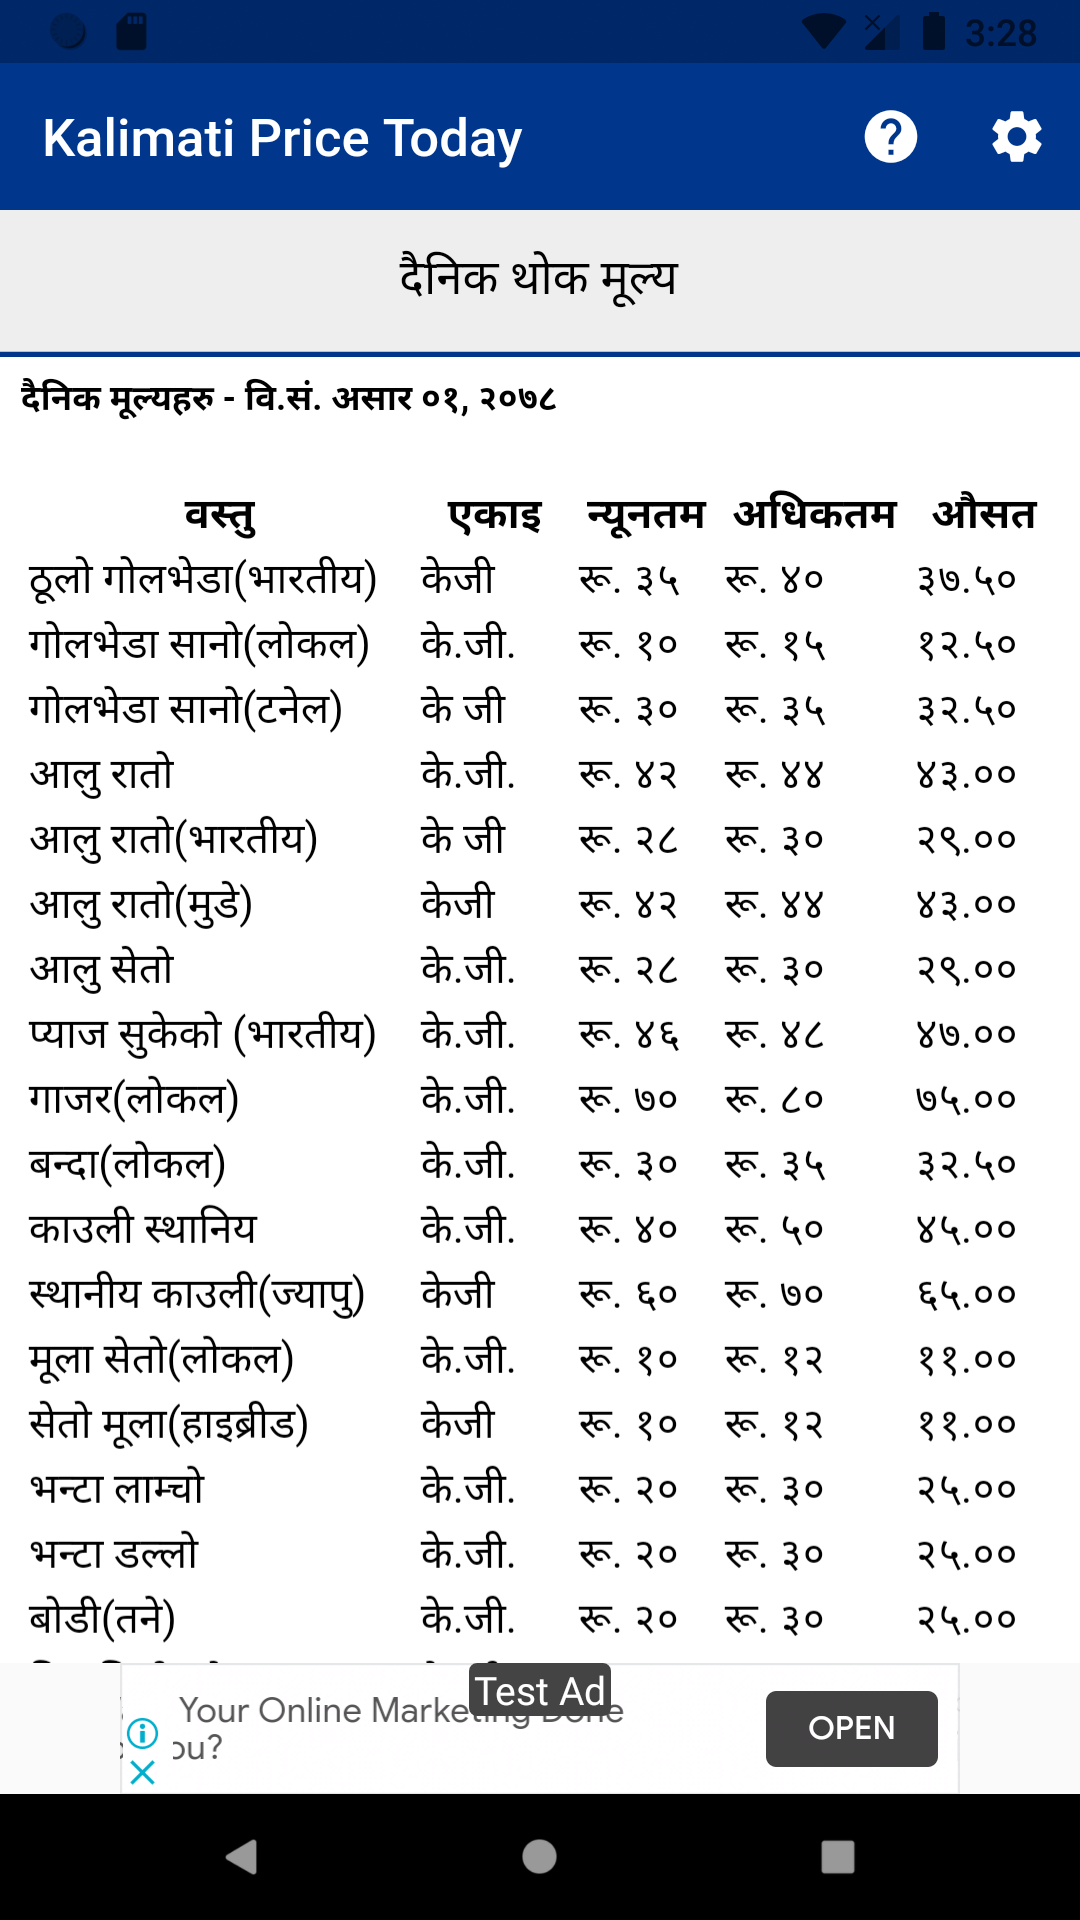 3:28
Kalimati Price Today
दैनिक थोक मूल्य
दैनिक मूल्यहरु - वि.सं. असार ०१, २०७८
वस्तु एकाइ न्यूनतम अधिकतम औसत
ठूलो गोलभेडा(भारतीय) केजी रू. ३५ रू. ४० ३७.५०
गोलभेडा सानो(लोकल) के.जी. रू. १० रू. १५ १२.५०
गोलभेडा सानो(टनेल) के जी रू. ३० रू. ३५ ३२.५०
आलु रातो के.जी. रू. ४२ रू. ४४ ४३.००
आलु रातो(भारतीय) के जी रू. २८ रू. ३० २९.००
आलु रातो(मुडे) केजी रू. ४२ रू. ४४ ४३.००
आलु सेतो के.जी. रू. २८ रू. ३० २९.००
प्याज सुकेको (भारतीय) के.जी. रू. ४६ रू. ४८ ४७.००
गाजर(लोकल) के.जी. रू. ७० रू. ८० ७५.००
बन्दा(लोकल) के.जी. रू. ३० रू. ३५ ३२.५०
काउली स्थानिय के.जी. रू. ४० रू. ५० ४५.००
स्थानीय काउली(ज्यापु) केजी रू. ६० रू. ७० ६५.००
मूला सेतो(लोकल) के.जी. रू. १० रू. १२ ११.००
सेतो मूला(हाइब्रीड) केजी रू. १० रू. १२ ११.००
भन्टा लाम्चो के.जी. रू. २० रू. ३० २५.००
भन्टा डल्लो के.जी. रू. २० रू. ३० २५.००
बोडी(तने) के.जी. रू. २० रू. ३० २५.००
Test Ad
Your Online Marketing Done
ou?
OPEN